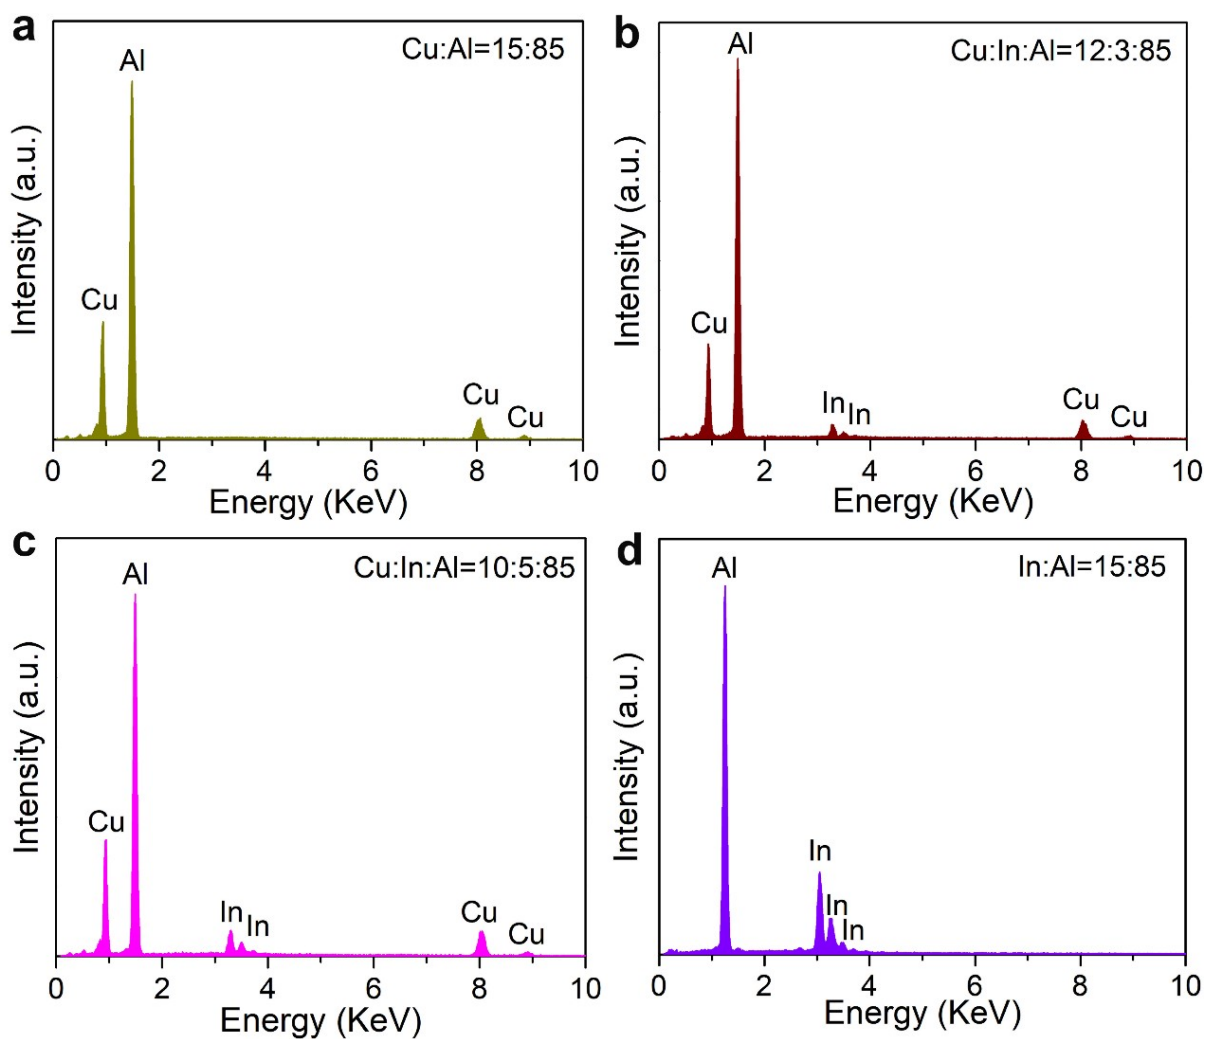 a
Cu:Al=15:85
Al
Cu
Cu
Cu
Intensity (a.u.)
0 2 4 6 8 10
Energy (KeV)
b
Cu:In:Al=12:3:85
Al
Cu
In In
Cu
Cu
Intensity (a.u.)
0 2 4 6 8 10
Energy (KeV)
c
Cu:In:Al=10:5:85
Al
Cu
In In
Cu
Cu
Intensity (a.u.)
0 2 4 6 8 10
Energy (KeV)
d
In:Al=15:85
Al
In
In
In
Intensity (a.u.)
0 2 4 6 8 10
Energy (KeV)